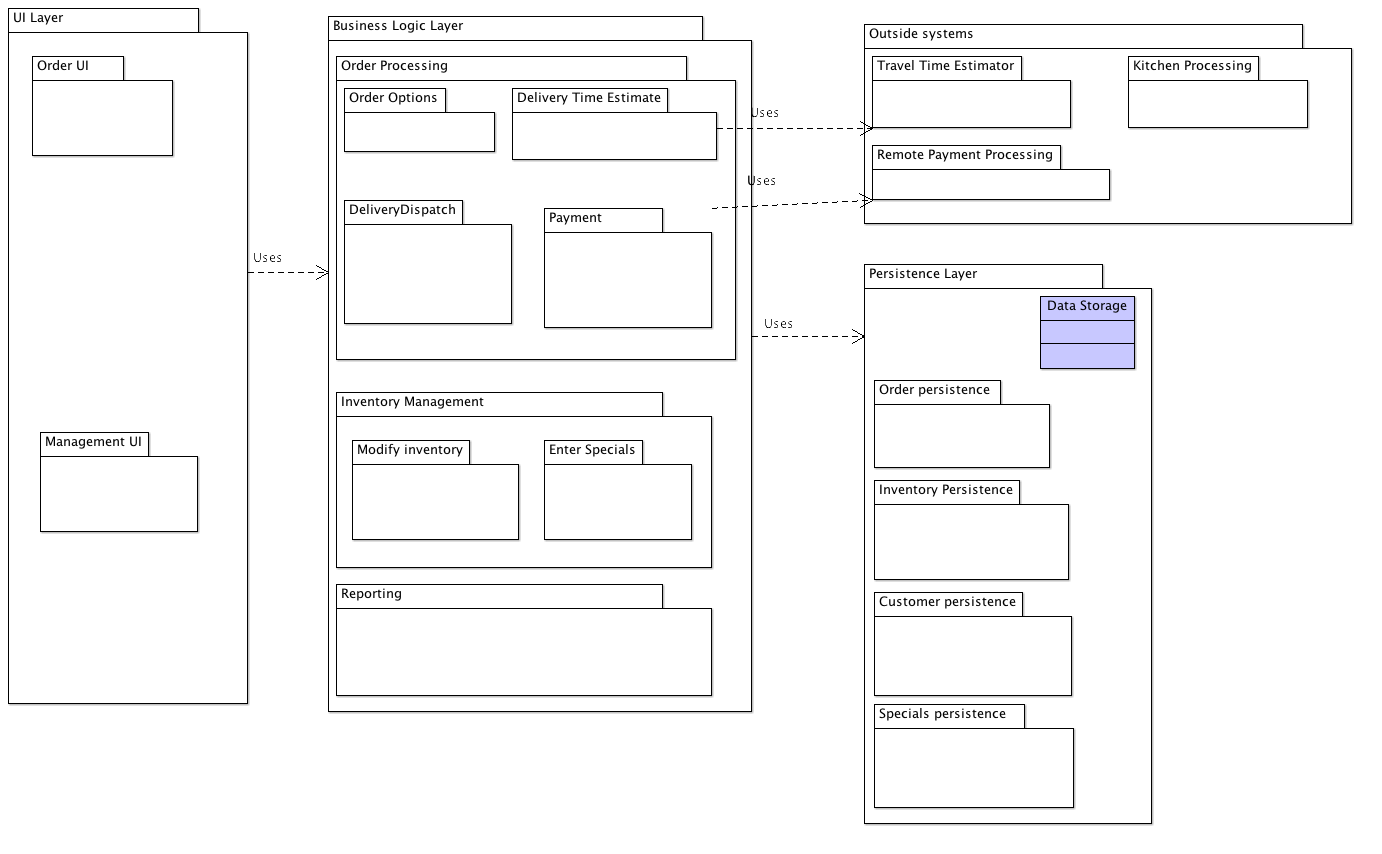 UI Layer
Order UI
Management UI
Uses
Business Logic Layer
Order Processing
Order Options
Delivery Time Estimate
DeliveryDispatch
Payment
Inventory Management
Modify inventory
Enter Specials
Reporting
Uses
Uses
Uses
Outside systems
Travel Time Estimator
Kitchen Processing
Remote Payment Processing
Persistence Layer
Data Storage
Order persistence
Inventory Persistence
Customer persistence
Specials persistence